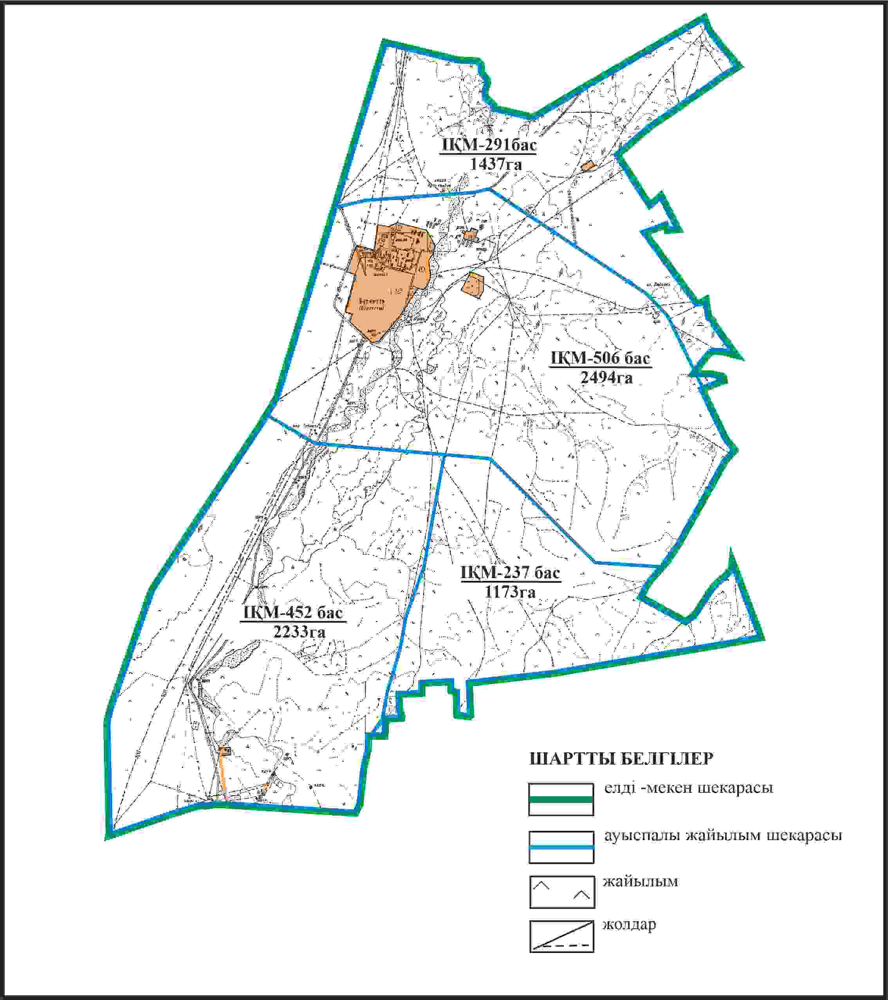 ІҚМ-291бас
1437га
Бүркітті
ІҚМ-506 бас
2494га
ІҚМ-237 бас
1173га
ІҚМ-452 бас
2233га
ШАРТТЫ БЕЛГІЛЕР
елді -мекен шекарасы
ауыспалы жайылым шекарасы
жайылым
жолдар